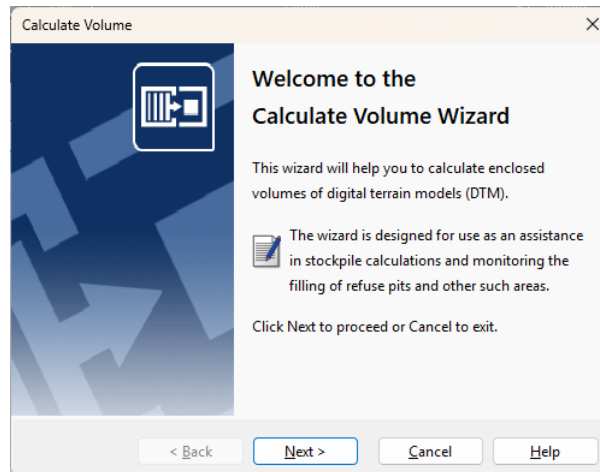 Calculate Volume
Welcome to the
Calculate Volume Wizard
This wizard will help you to calculate enclosed
volumes of digital terrain models (DTM).
The wizard is designed for use as an assistance
in stockpile calculations and monitoring the
filling of refuse pits and other such areas.
Click Next to proceed or Cancel to exit.
< Back
Next >
Cancel
Help